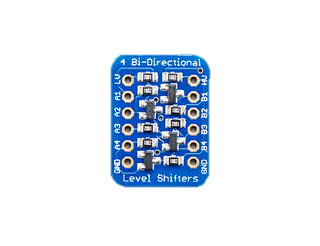 4 Bi-Directional
LV HV
A1 B1
A2 B2
A3 B3
A4 B4
GND GND
Level Shifters